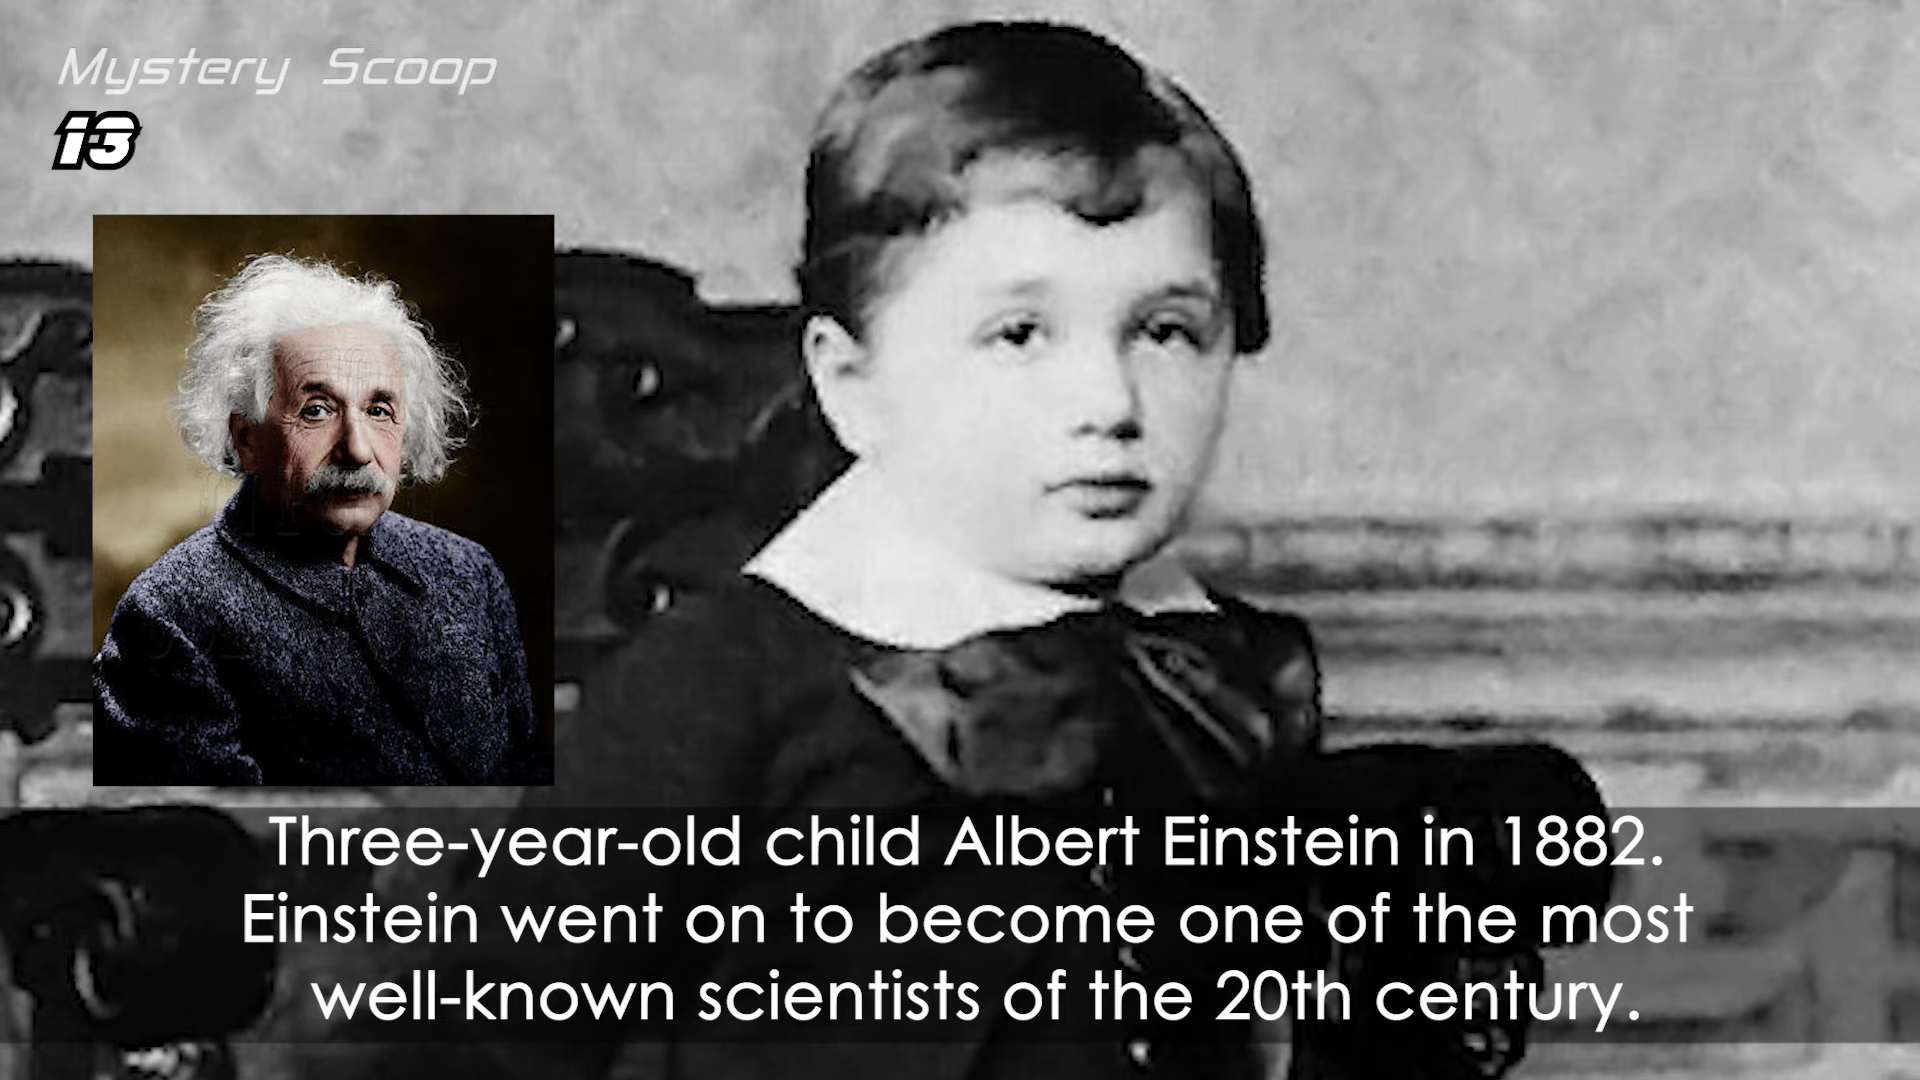 Mystery Scoop
13
Three-year-old child Albert Einstein in 1882.
Einstein went on to become one of the most
well-known scientists of the 20th century.